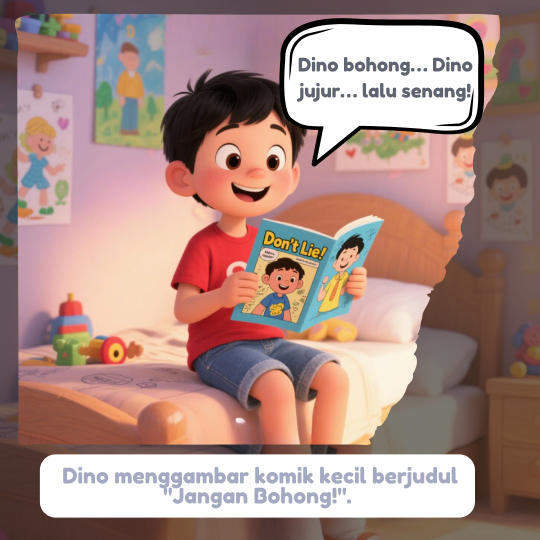 Dino bohong... Dino
jujur... lalu senang!
Don't Lie!
Dino menggambar komik kecil berjudul
"Jangan Bohong!".